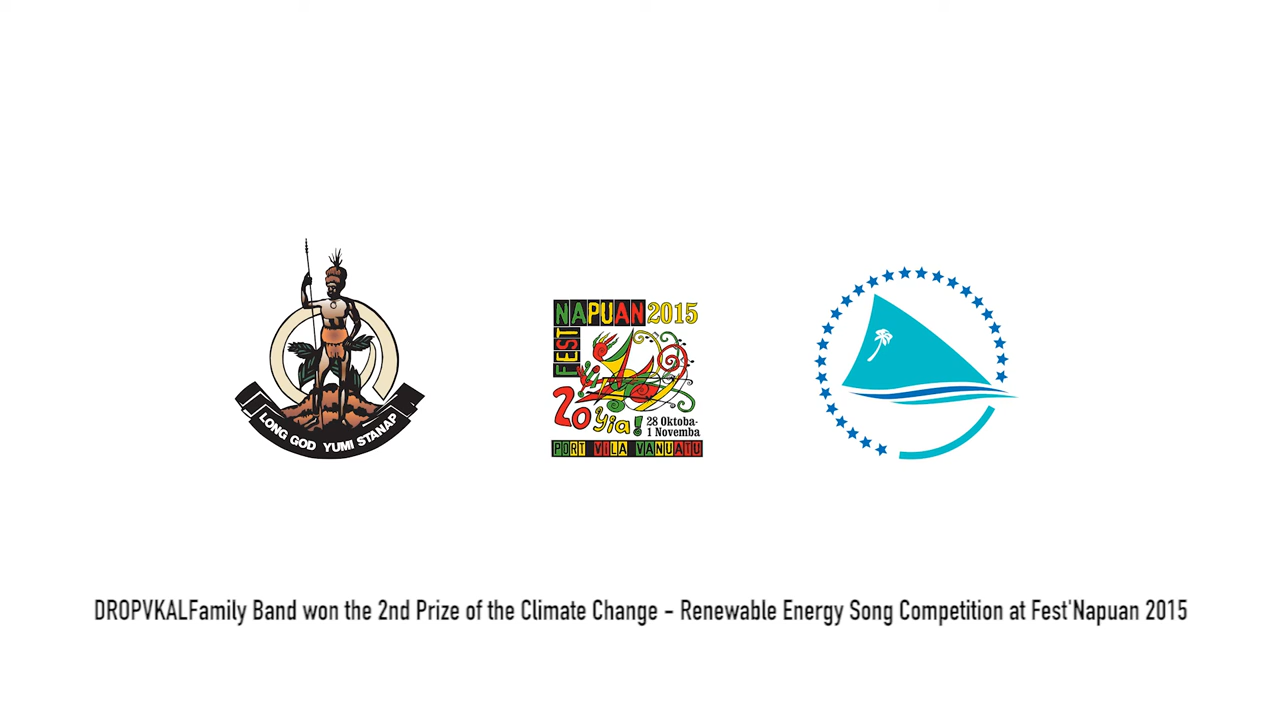 LONG GOD YUMI STANAP
NAPUAN 2015
FEST
20 Yia!
28 Oktoba-
1 Novemba
PORT VILA VANUATU
DROPVKALFamily Band won the 2nd Prize of the Climate Change - Renewable Energy Song Competition at Fest'Napuan 2015